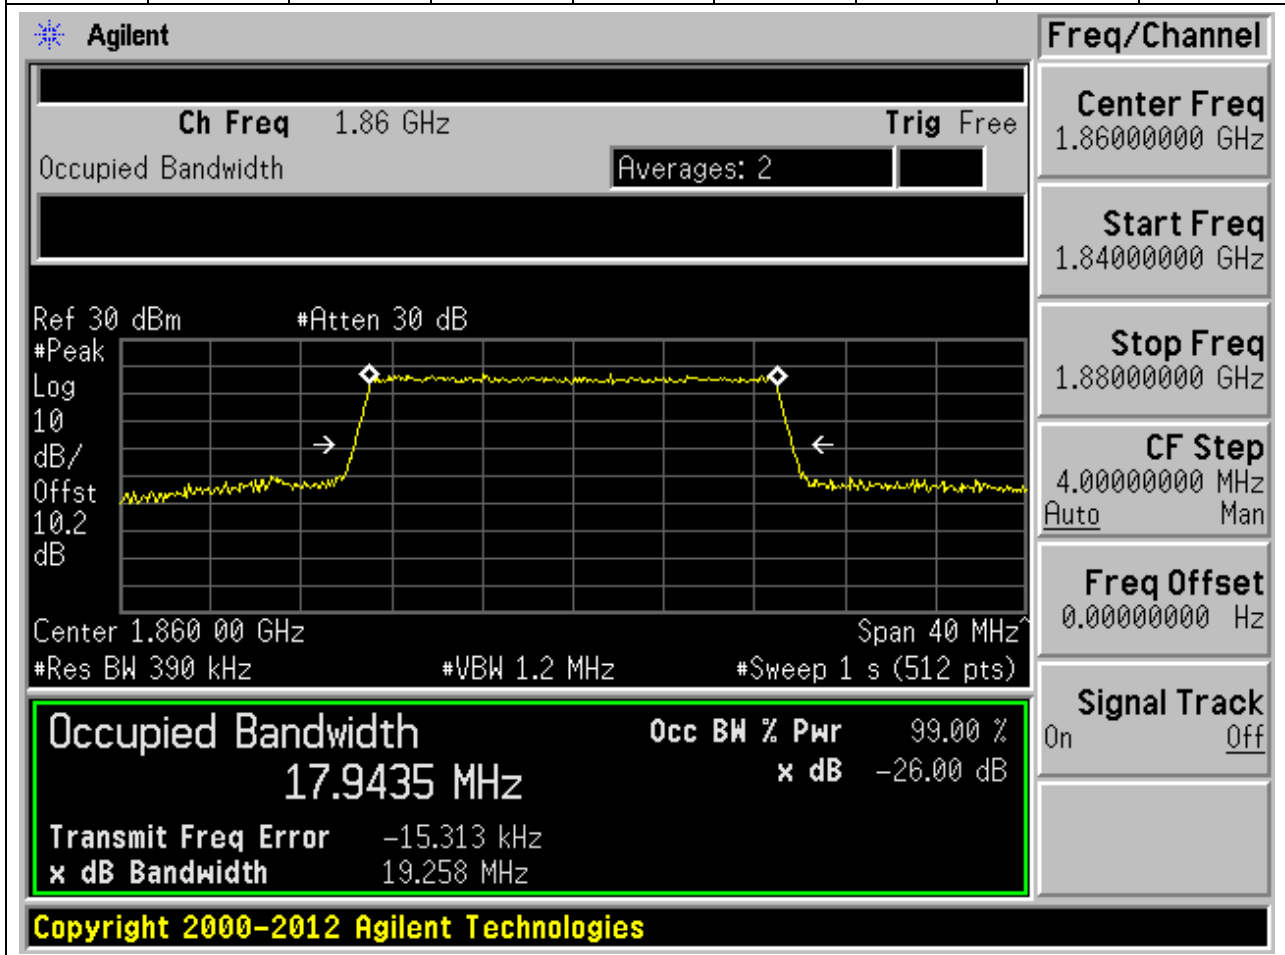 Agilent
Freq/Channel
Ch Freq 1.86 GHz Trig Free
Occupied Bandwidth Averages: 2
Center Freq
1.86000000 GHz
Start Freq
1.84000000 GHz
Stop Freq
1.88000000 GHz
CF Step
4.00000000 MHz
Auto Man
Freq Offset
0.00000000 Hz
Signal Track
On Off
Ref 30 dBm #Atten 30 dB
#Peak
Log
10
dB/
Offst
10.2
dB
Center 1.860 00 GHz Span 40 MHz^
#Res BW 390 kHz #VBW 1.2 MHz #Sweep 1 s (512 pts)
Occupied Bandwidth Occ BW % Pwr 99.00 %
17.9435 MHz x dB -26.00 dB
Transmit Freq Error -15.313 kHz
x dB Bandwidth 19.258 MHz
Copyright 2000-2012 Agilent Technologies